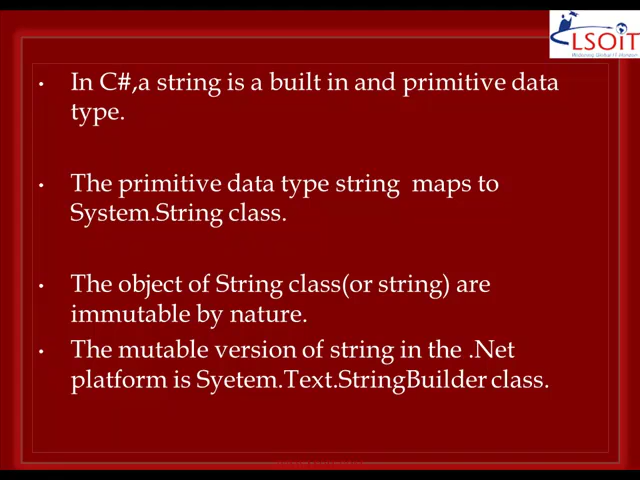 LSOiT
• In C#,a string is a built in and primitive data
type.
• The primitive data type string maps to
System.String class.
• The object of String class(or string) are
immutable by nature.
• The mutable version of string in the .Net
platform is Syetem.Text.StringBuilder class.